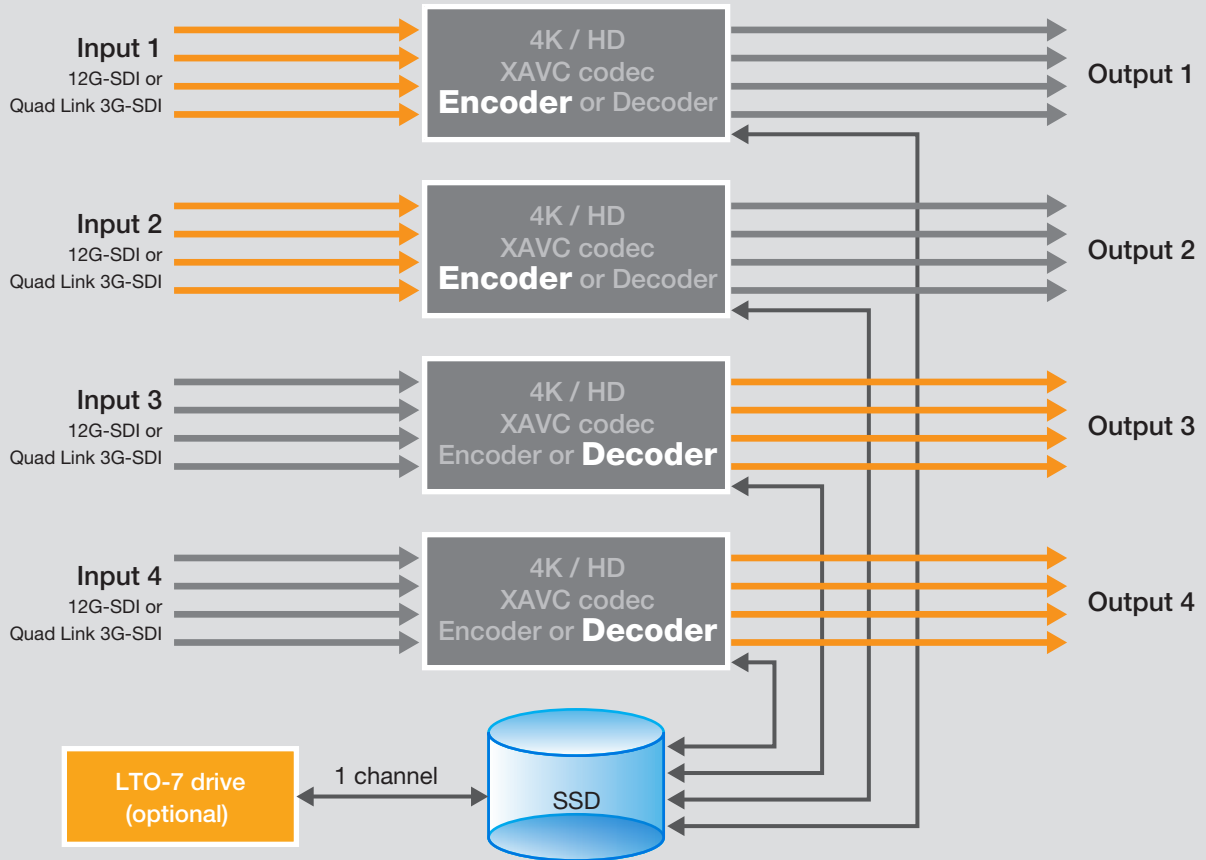 Input 1
12G-SDI or
Quad Link 3G-SDI
4K / HD
XAVC codec
Encoder or Decoder
Output 1
Input 2
12G-SDI or
Quad Link 3G-SDI
4K / HD
XAVC codec
Encoder or Decoder
Output 2
Input 3
12G-SDI or
Quad Link 3G-SDI
4K / HD
XAVC codec
Encoder or Decoder
Output 3
Input 4
12G-SDI or
Quad Link 3G-SDI
4K / HD
XAVC codec
Encoder or Decoder
Output 4
LTO-7 drive
(optional)
1 channel
SSD